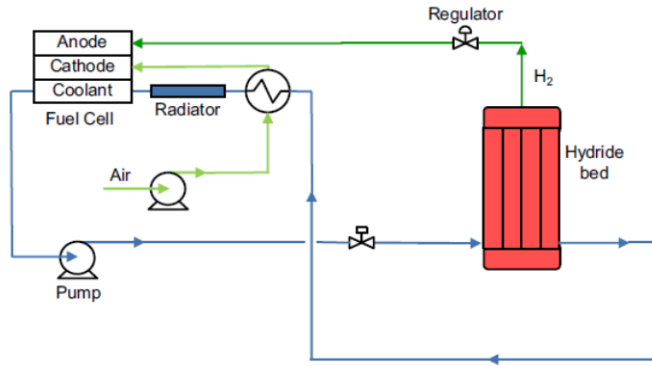 Regulator
Anode
Cathode
Coolant
Fuel Cell
Radiator
H₂
Hydride
bed
Air
Pump